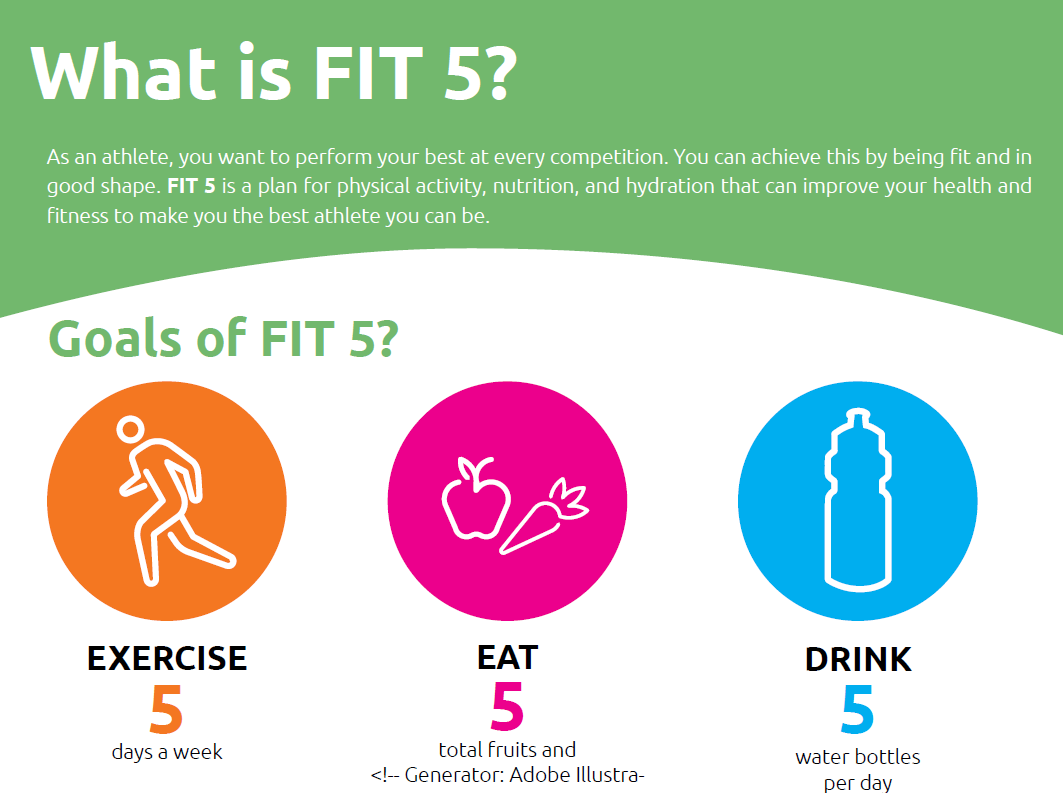 What is FIT 5?
As an athlete, you want to perform your best at every competition. You can achieve this by being fit and in
good shape. FIT 5 is a plan for physical activity, nutrition, and hydration that can improve your health and
fitness to make you the best athlete you can be.
Goals of FIT 5?
EXERCISE
5
days a week
EAT
5
total fruits and
<!-- Generator: Adobe Illustra-
DRINK
5
water bottles
per day